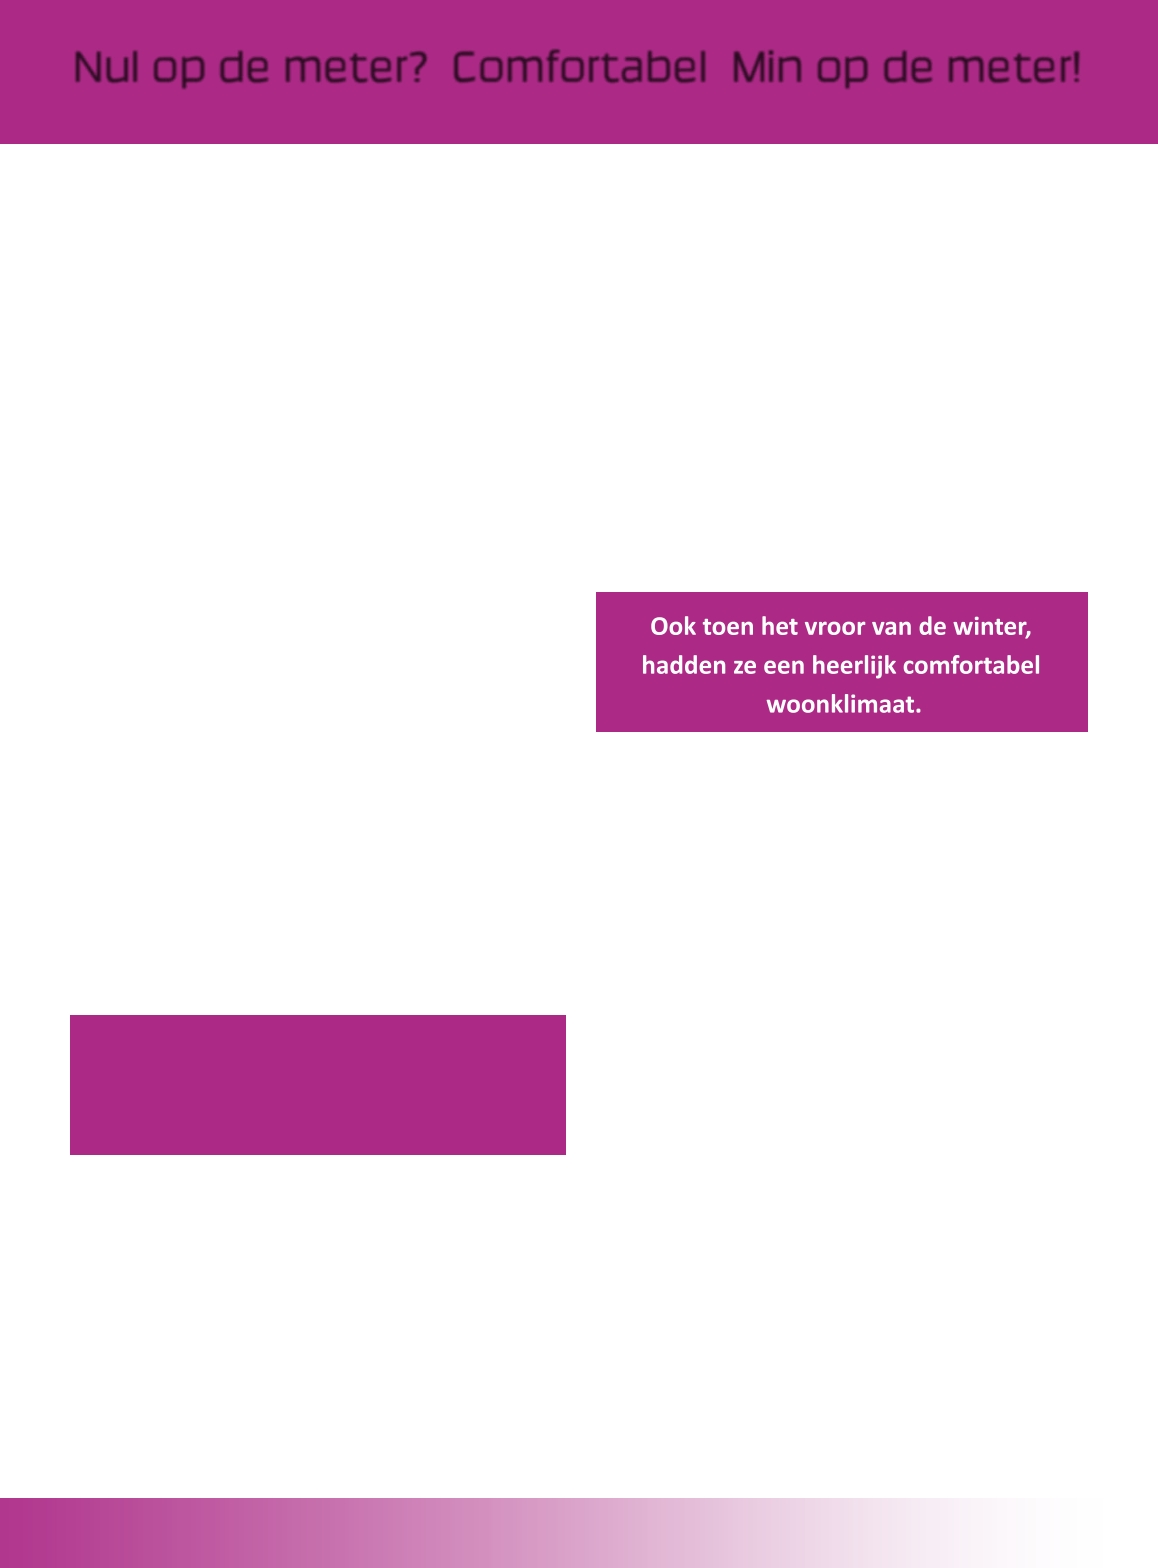 Nul op de meter? Comfortabel Min op de meter!
Ook toen het vroor van de winter,
hadden ze een heerlijk comfortabel
woonklimaat.